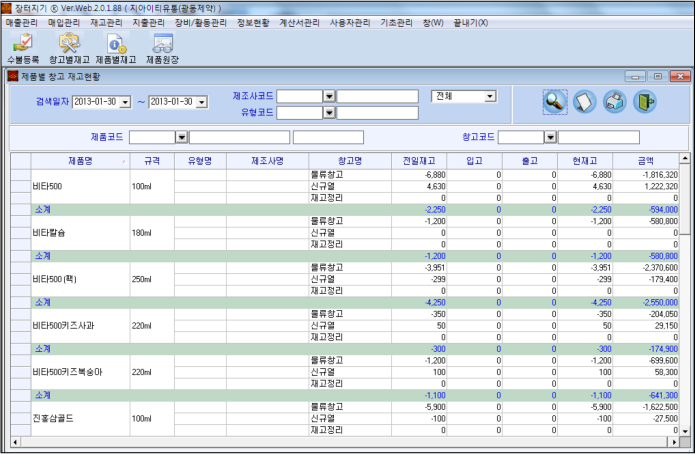 장터지기 ⓡ Ver.Web 2.0.1.88 ( 지아이티유통(광동제약) )
매출관리 매입관리 재고관리 지출관리 장비/활동관리 정보현황 계산서관리 사용자관리 기초관리 창(W) 끝내기(X)
수불등록 창고별재고 제품별재고 제품원장
제품별 창고 재고현황
검색일자 2013-01-30 ~ 2013-01-30 제조사코드 전체
유형코드
제품코드 창고코드
제품명 규격 유형명 제조사명 창고명 전일재고 입고 출고 현재고 금액
물류창고 -6,880 0 0 -6,880 -1,816,320
비타500 100ml 신규열 4,630 0 0 4,630 1,222,320
재고정리 0 0 0 0 0
소계 -2,250 0 0 -2,250 -594,000
물류창고 -1,200 0 0 -1,200 -580,800
비타칼슘 180ml 신규열 0 0 0 0 0
재고정리 0 0 0 0 0
소계 -1,200 0 0 -1,200 -580,800
물류창고 -3,951 0 0 -3,951 -2,370,600
비타500 (팩) 250ml 신규열 -299 0 0 -299 -179,400
재고정리 0 0 0 0 0
소계 -4,250 0 0 -4,250 -2,550,000
물류창고 -350 0 0 -350 -204,050
비타500키즈사과 220ml 신규열 50 0 0 50 29,150
재고정리 0 0 0 0 0
소계 -300 0 0 -300 -174,900
물류창고 -1,200 0 0 -1,200 -699,600
비타500키즈복숭아 220ml 신규열 100 0 0 100 58,300
재고정리 0 0 0 0 0
소계 -1,100 0 0 -1,100 -641,300
물류창고 -5,900 0 0 -5,900 -1,622,500
진홍삼골드 100ml 신규열 -100 0 0 -100 -27,500
재고정리 0 0 0 0 0